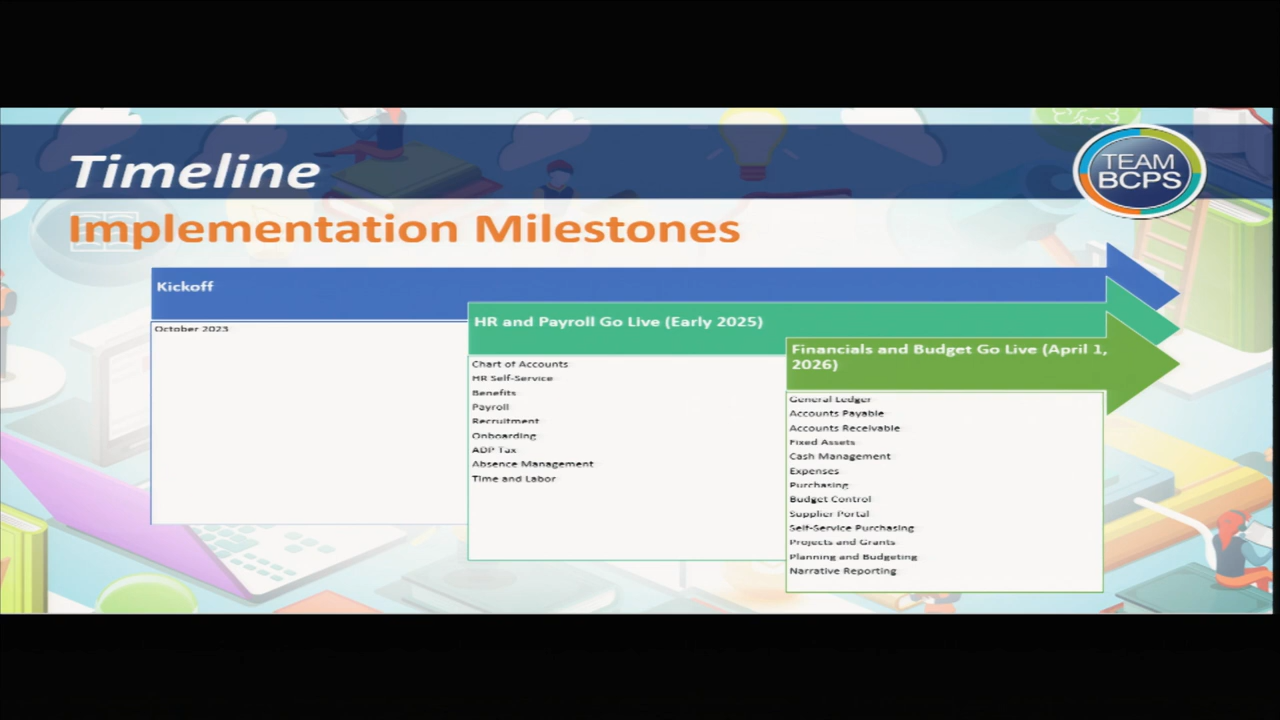 Timeline
TEAM
BCPS
Implementation Milestones
Kickoff
October 2023
HR and Payroll Go Live (Early 2025)
Chart of Accounts
HR Self-Service
Benefits
Payroll
Recruitment
Onboarding
ADP Tax
Absence Management
Time and Labor
Financials and Budget Go Live (April 1,
2026)
General Ledger
Accounts Payable
Accounts Receivable
Fixed Assets
Cash Management
Expenses
Purchasing
Budget Control
Supplier Portal
Self-Service Purchasing
Projects and Grants
Planning and Budgeting
Narrative Reporting